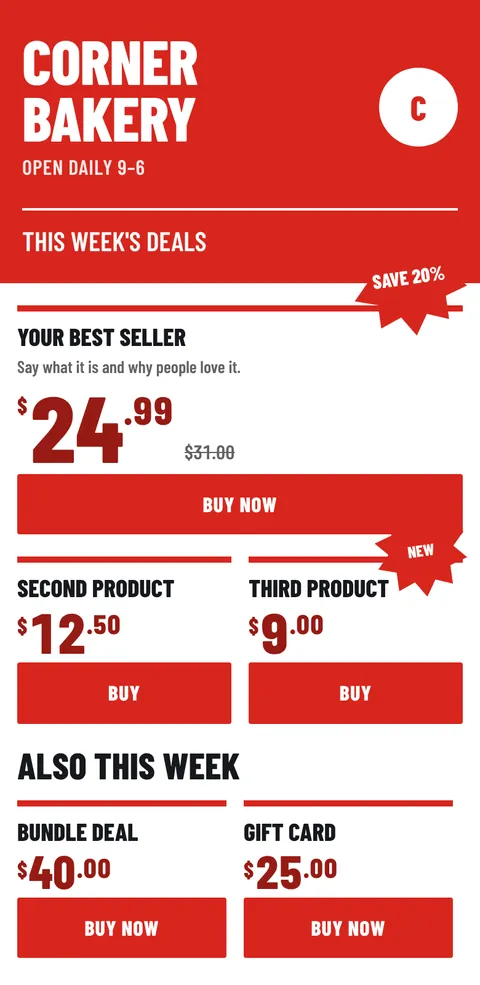 CORNER
BAKERY
C
OPEN DAILY 9–6
THIS WEEK'S DEALS
SAVE 20%
YOUR BEST SELLER
Say what it is and why people love it.
$24.99 $31.00
BUY NOW
NEW
SECOND PRODUCT
$12.50
BUY
THIRD PRODUCT
$9.00
BUY
ALSO THIS WEEK
BUNDLE DEAL
$40.00
BUY NOW
GIFT CARD
$25.00
BUY NOW